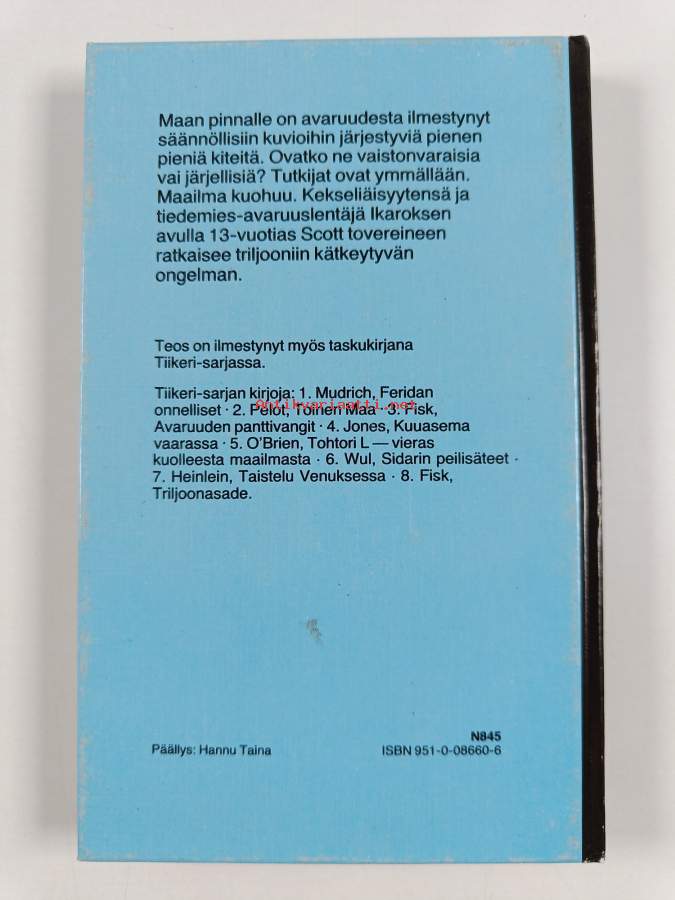 Maan pinnalle on avaruudesta ilmestynyt
säännöllisiin kuvioihin järjestyviä pienen
pieniä kiteitä. Ovatko ne vaistonvaraisia
vai järjellisiä? Tutkijat ovat ymmällään.
Maailma kuohuu. Kekseliäisyytensä ja
tiedemies-avaruuslentäjä Ikaroksen
avulla 13-vuotias Scott tovereineen
ratkaisee triljooniin kätkeytyvän
ongelman.
Teos on ilmestynyt myös taskukirjana
Tiikeri-sarjassa.
Tiikeri-sarjan kirjoja: 1. Mudrich, Feridan
onnelliset · 2. Pelot, Toinen Maa · 3. Fisk,
Antikvariaatti.net
Avaruuden panttivangit · 4. Jones, Kuuasema
vaarassa · 5. O'Brien, Tohtori L — vieras
kuolleesta maailmasta · 6. Wul, Sidarin peilisäteet ·
7. Heinlein, Taistelu Venuksessa · 8. Fisk,
Triljoonasade.
N845
Päällys: Hannu Taina ISBN 951-0-08660-6